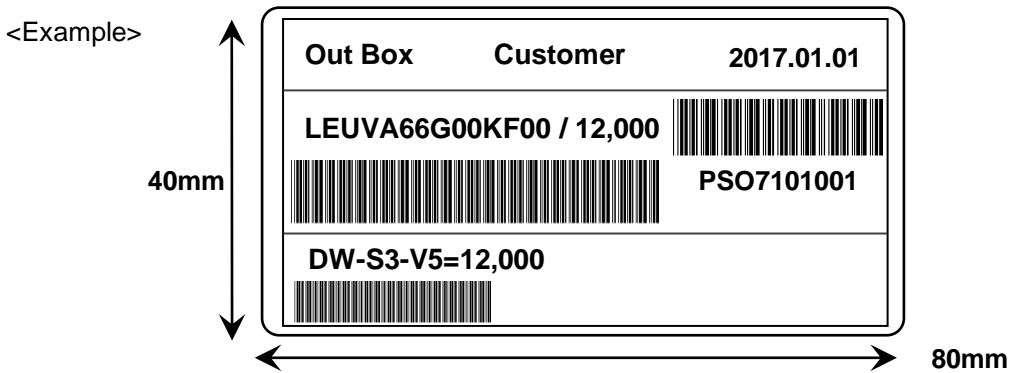 <Example>
Out Box Customer 2017.01.01
LEUVA66G00KF00 / 12,000
40mm
PSO7101001
DW-S3-V5=12,000
80mm